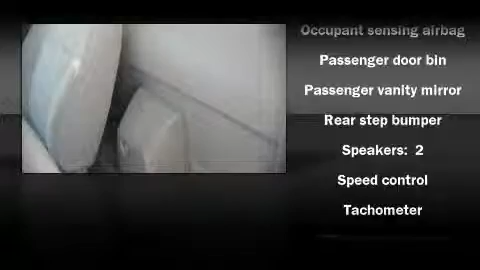 Occupant sensing airbag
Passenger door bin
Passenger vanity mirror
Rear step bumper
Speakers: 2
Speed control
Tachometer